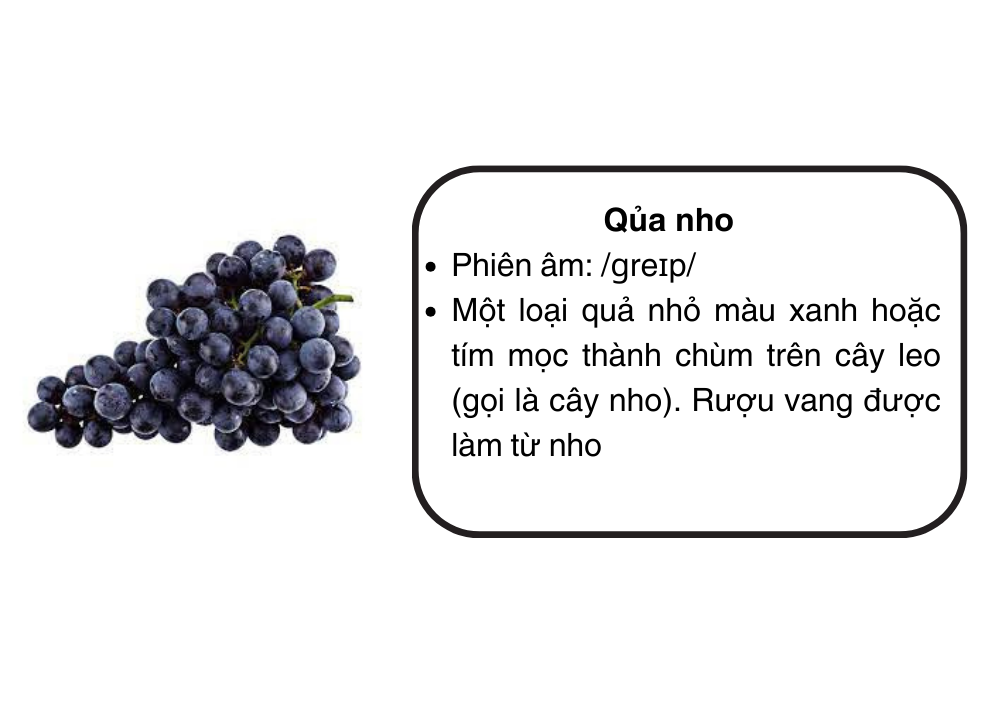 Qủa nho
• Phiên âm: /greɪp/
• Một loại quả nhỏ màu xanh hoặc
tím mọc thành chùm trên cây leo
(gọi là cây nho). Rượu vang được
làm từ nho